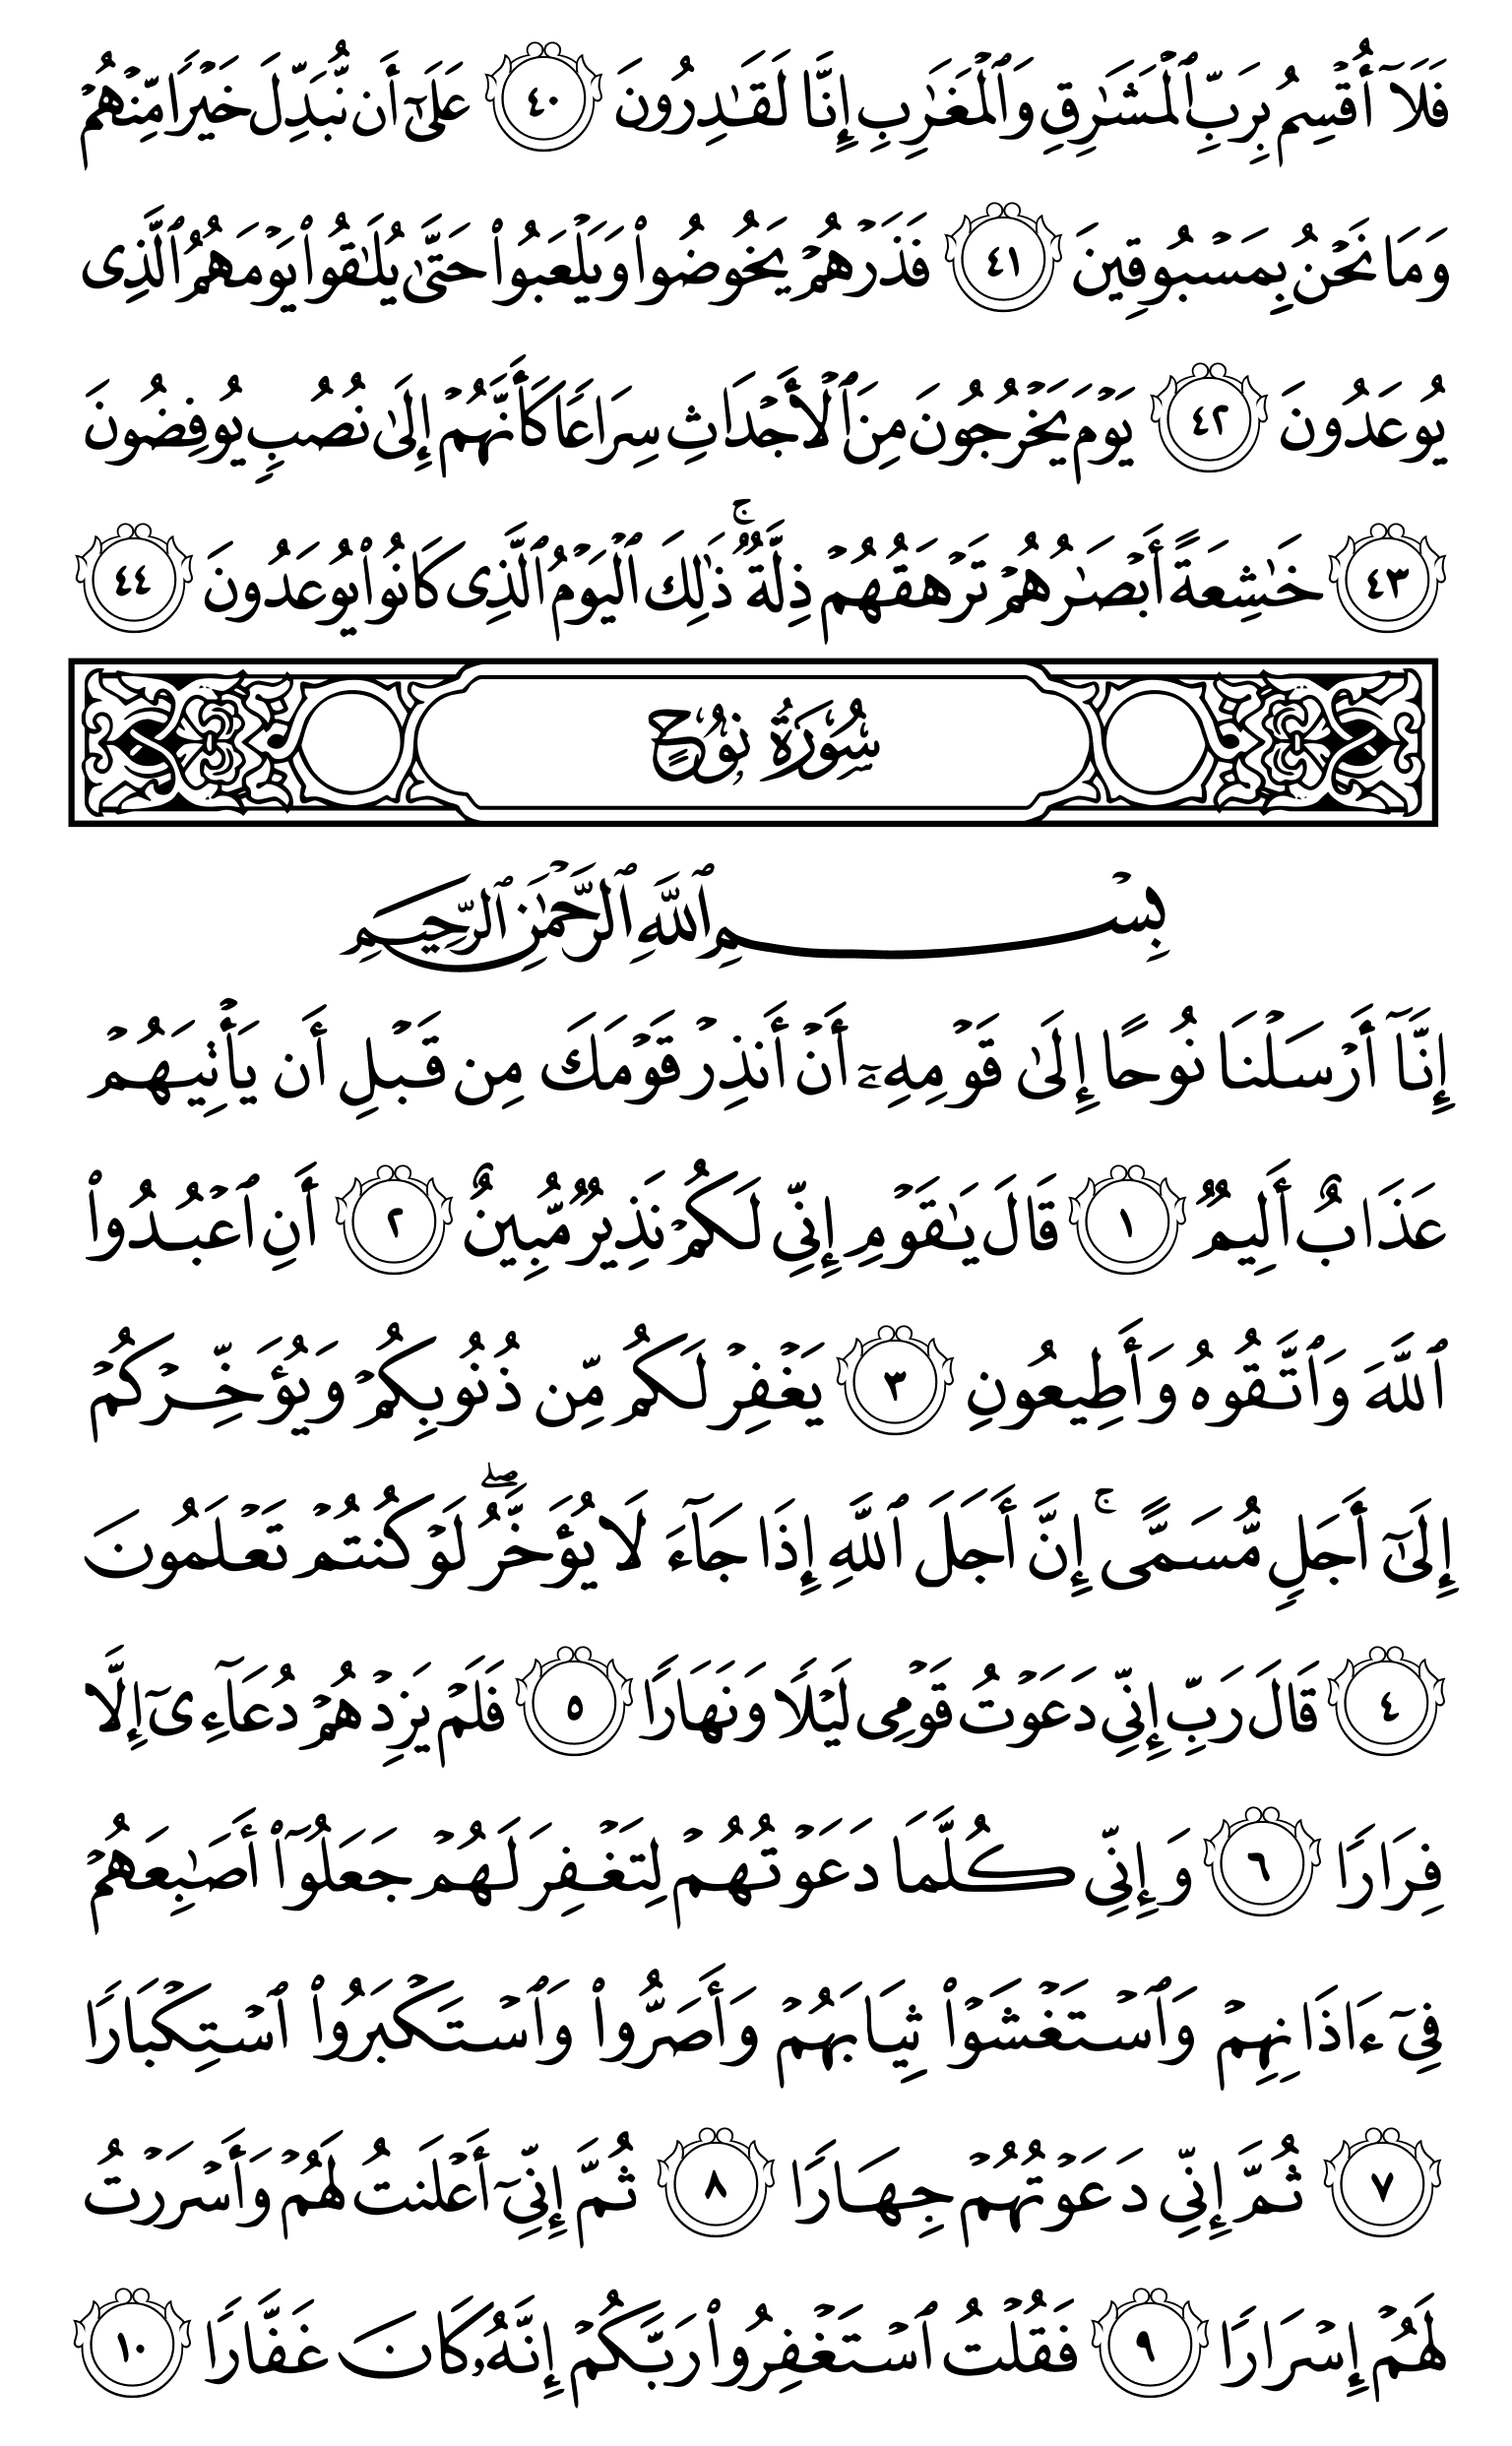 فَلَآ أُقْسِمُ بِرَبِّ ٱلْمَشَٰرِقِ وَٱلْمَغَٰرِبِ إِنَّا لَقَٰدِرُونَ ٤٠ عَلَىٰٓ أَن نُّبَدِّلَ خَيْرًا مِّنْهُمْ
وَمَا نَحْنُ بِمَسْبُوقِينَ ٤١ فَذَرْهُمْ يَخُوضُوا۟ وَيَلْعَبُوا۟ حَتَّىٰ يُلَٰقُوا۟ يَوْمَهُمُ ٱلَّذِى
يُوعَدُونَ ٤٢ يَوْمَ يَخْرُجُونَ مِنَ ٱلْأَجْدَاثِ سِرَاعًا كَأَنَّهُمْ إِلَىٰ نُصُبٍ يُوفِضُونَ
٤٣ خَٰشِعَةً أَبْصَٰرُهُمْ تَرْهَقُهُمْ ذِلَّةٌ ۚ ذَٰلِكَ ٱلْيَوْمُ ٱلَّذِى كَانُوا۟ يُوعَدُونَ ٤٤
سُورَةُ نُوحٍ
بِسْمِ ٱللَّهِ ٱلرَّحْمَٰنِ ٱلرَّحِيمِ
إِنَّآ أَرْسَلْنَا نُوحًا إِلَىٰ قَوْمِهِۦٓ أَنْ أَنذِرْ قَوْمَكَ مِن قَبْلِ أَن يَأْتِيَهُمْ
عَذَابٌ أَلِيمٌ ١ قَالَ يَٰقَوْمِ إِنِّى لَكُمْ نَذِيرٌ مُّبِينٌ ٢ أَنِ ٱعْبُدُوا۟
ٱللَّهَ وَٱتَّقُوهُ وَأَطِيعُونِ ٣ يَغْفِرْ لَكُم مِّن ذُنُوبِكُمْ وَيُؤَخِّرْكُمْ
إِلَىٰٓ أَجَلٍ مُّسَمًّى ۚ إِنَّ أَجَلَ ٱللَّهِ إِذَا جَآءَ لَا يُؤَخَّرُ ۖ لَوْ كُنتُمْ تَعْلَمُونَ
٤ قَالَ رَبِّ إِنِّى دَعَوْتُ قَوْمِى لَيْلًا وَنَهَارًا ٥ فَلَمْ يَزِدْهُمْ دُعَآءِىٓ إِلَّا
فِرَارًا ٦ وَإِنِّى كُلَّمَا دَعَوْتُهُمْ لِتَغْفِرَ لَهُمْ جَعَلُوٓا۟ أَصَٰبِعَهُمْ
فِىٓ ءَاذَانِهِمْ وَٱسْتَغْشَوْا۟ ثِيَابَهُمْ وَأَصَرُّوا۟ وَٱسْتَكْبَرُوا۟ ٱسْتِكْبَارًا
٧ ثُمَّ إِنِّى دَعَوْتُهُمْ جِهَارًا ٨ ثُمَّ إِنِّىٓ أَعْلَنتُ لَهُمْ وَأَسْرَرْتُ
لَهُمْ إِسْرَارًا ٩ فَقُلْتُ ٱسْتَغْفِرُوا۟ رَبَّكُمْ إِنَّهُۥ كَانَ غَفَّارًا ١٠